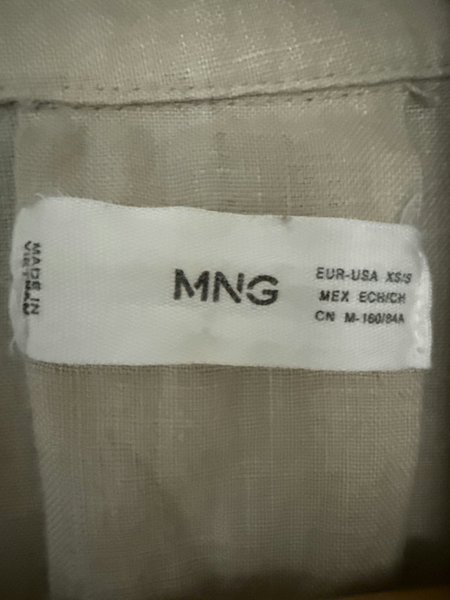 MADE IN
VIETNAM
MNG
EUR-USA XS/S
MEX ECH/CH
CN M-160/84A